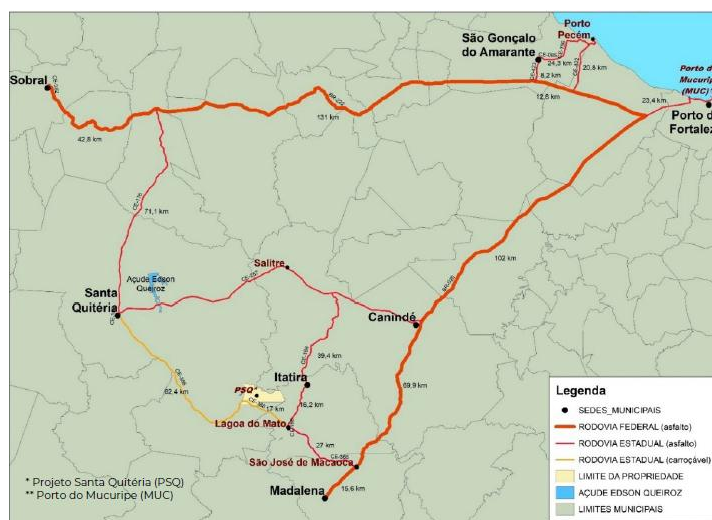 Porto
Pecém
São Gonçalo
do Amarante
24,3 km
20,8 km
8,2 km
12,6 km
Porto d
Mucurip
(MUC)*
23,4 km
Porto d
Fortalez
Sobral
42,8 km
131 km
71,1 km
102 km
Salitre
Açude Edson
Queiroz
Santa
Quitéria
Canindé
39,4 km
69,9 km
62,4 km
PSQ*
17 km
Itatira
16,2 km
Lagoa do Mato
27 km
São José de Macaoca
15,6 km
Madalena
* Projeto Santa Quitéria (PSQ)
** Porto do Mucuripe (MUC)
Legenda
SEDES_MUNICIPAIS
RODOVIA FEDERAL (asfalto)
RODOVIA ESTADUAL (asfalto)
RODOVIA ESTADUAL (carroçável)
LIMITE DA PROPRIEDADE
AÇUDE EDSON QUEIROZ
LIMITES MUNICIPAIS